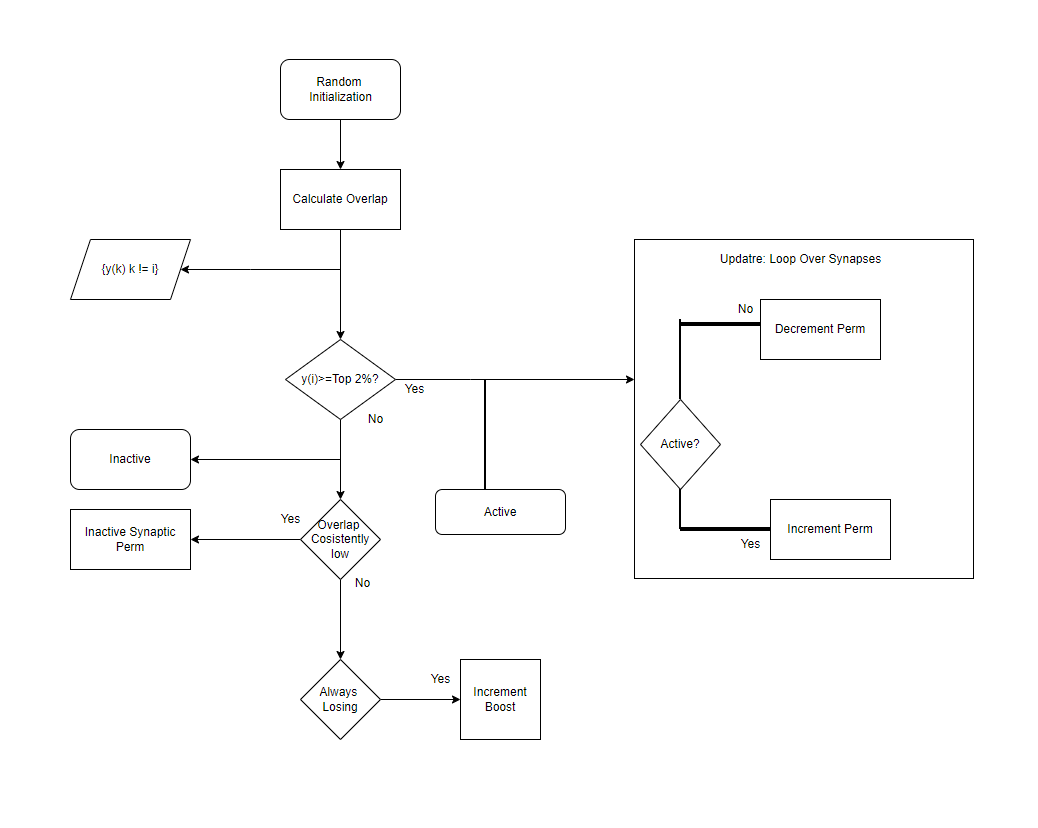 Random
Initialization
Calculate Overlap
{y(k) k != i}
Updatre: Loop Over Synapses
No
Decrement Perm
y(i)>=Top 2%?
Yes
No
Active?
Inactive
Active
Yes
Overlap
Cosistently
low
Inactive Synaptic
Perm
Increment Perm
Yes
No
Always
Losing
Yes
Increment
Boost